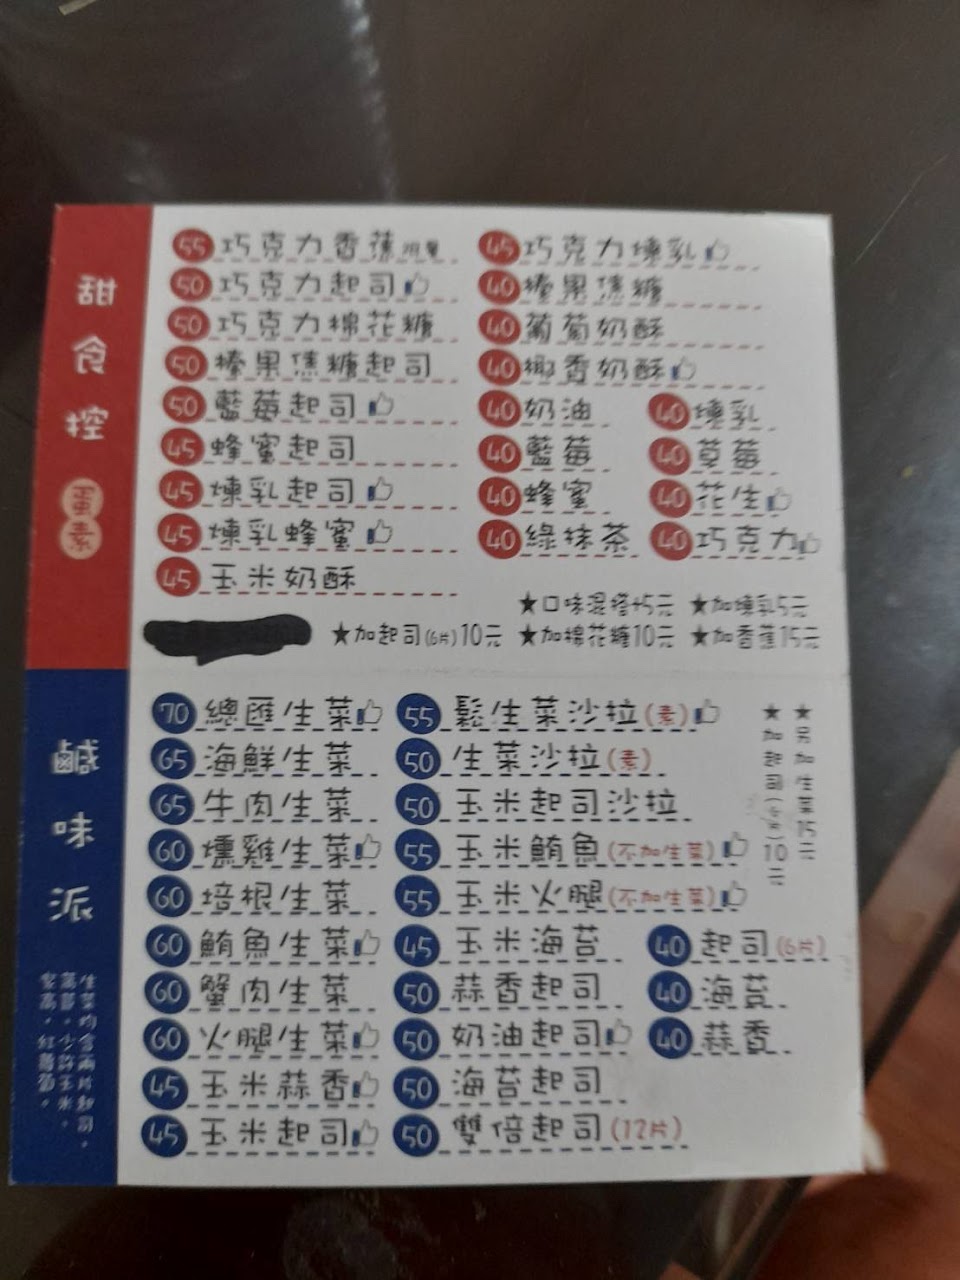 甜食控
蛋素
55 巧克力香蕉限量
50 巧克力起司
50 巧克力棉花糖
50 榛果焦糖起司
50 藍莓起司
45 蜂蜜起司
45 煉乳起司
45 煉乳蜂蜜
45 玉米奶酥
45 巧克力煉乳
40 榛果焦糖
40 葡萄奶酥
40 椰香奶酥
40 奶油 40 煉乳
40 藍莓 40 草莓
40 蜂蜜 40 花生
40 綠抹茶 40 巧克力
★口味混搭+5元 ★加煉乳5元
★加起司(6片)10元 ★加棉花糖10元 ★加香蕉15元
鹹味派
生菜均含兩片起司,
70 總匯生菜
65 海鮮生菜
65 牛肉生菜
60 燻雞生菜
60 培根生菜
60 鮪魚生菜
60 蟹肉生菜
60 火腿生菜
45 玉米蒜香
45 玉米起司
55 鬆生菜沙拉(素)
50 生菜沙拉(素)
50 玉米起司沙拉
55 玉米鮪魚(不加生菜)
55 玉米火腿(不加生菜)
45 玉米海苔 40 起司(6片)
50 蒜香起司 40 海苔
50 奶油起司 40 蒜香
50 海苔起司
50 雙倍起司(12片)
★另加生菜15元
★加起司(6片)10元